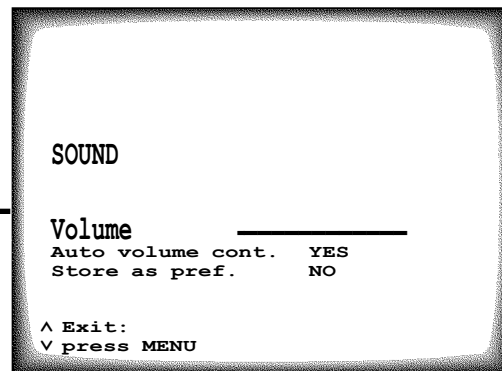 SOUND
Volume
Auto volume cont. YES
Store as pref. NO
∧ Exit:
∨ press MENU